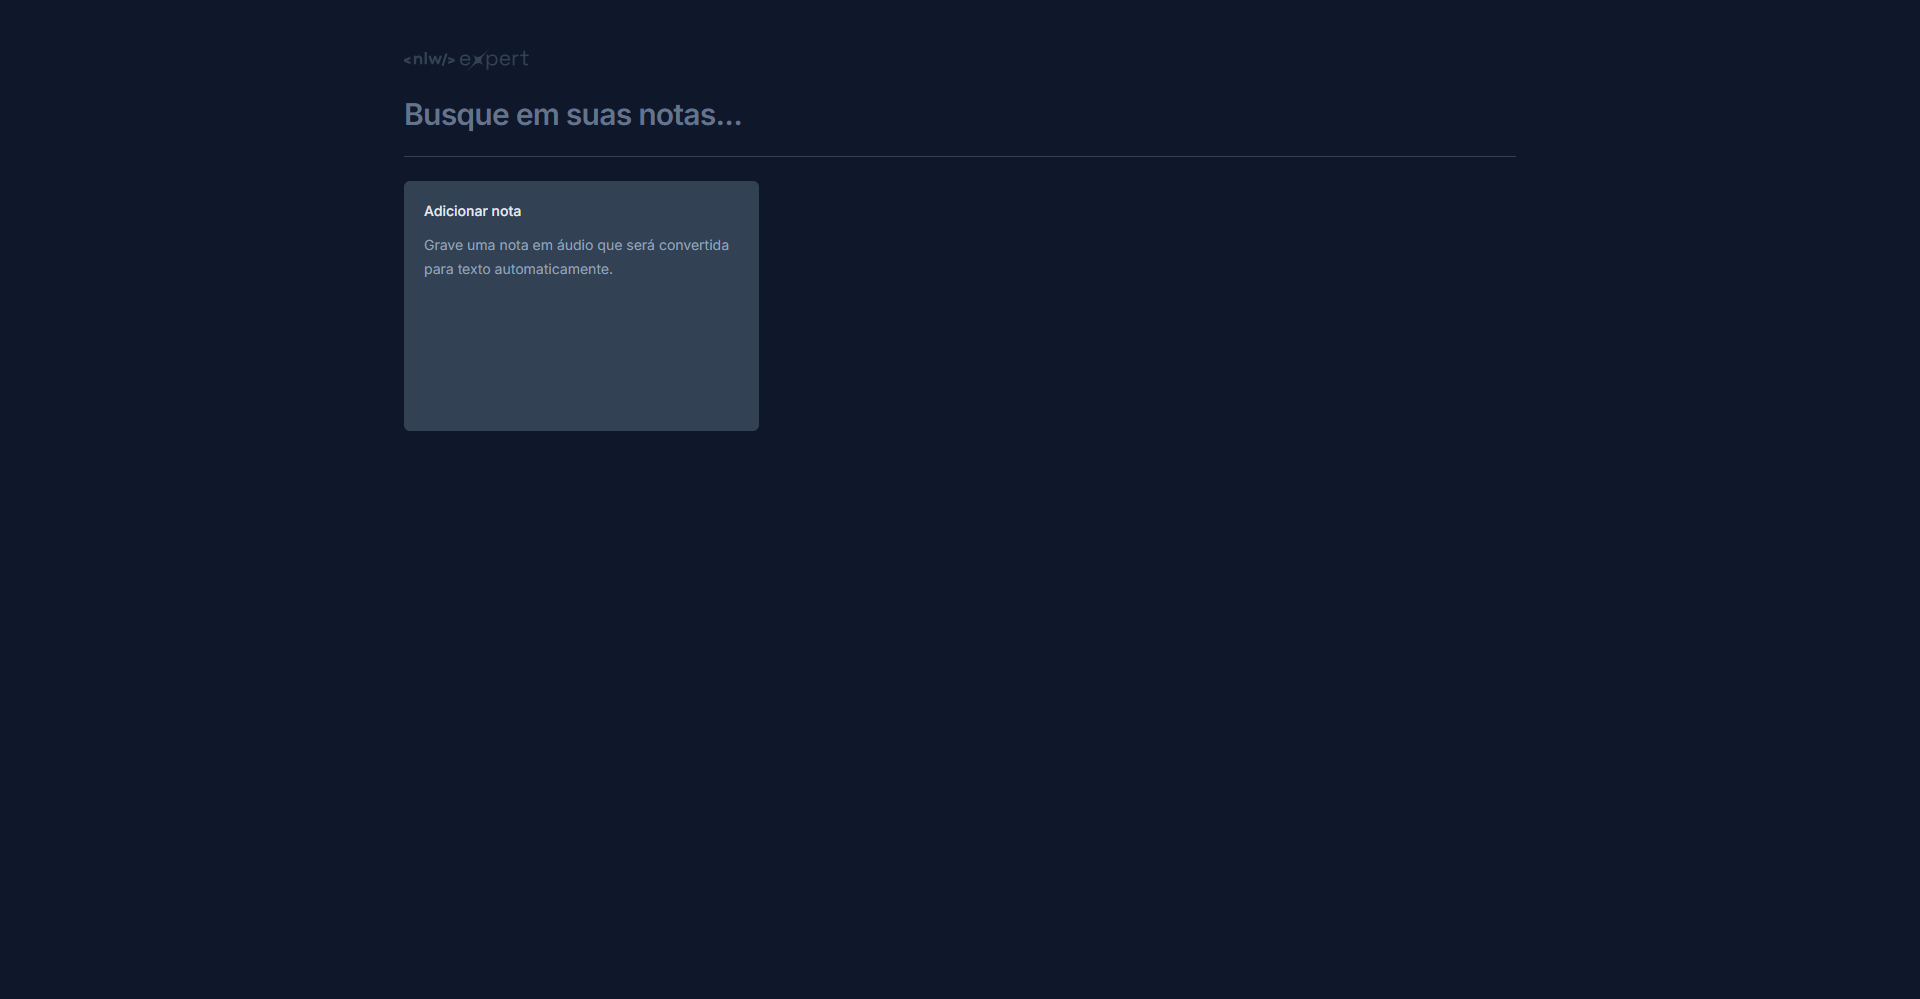 <nlw/> expert
Busque em suas notas...
Adicionar nota
Grave uma nota em áudio que será convertida
para texto automaticamente.